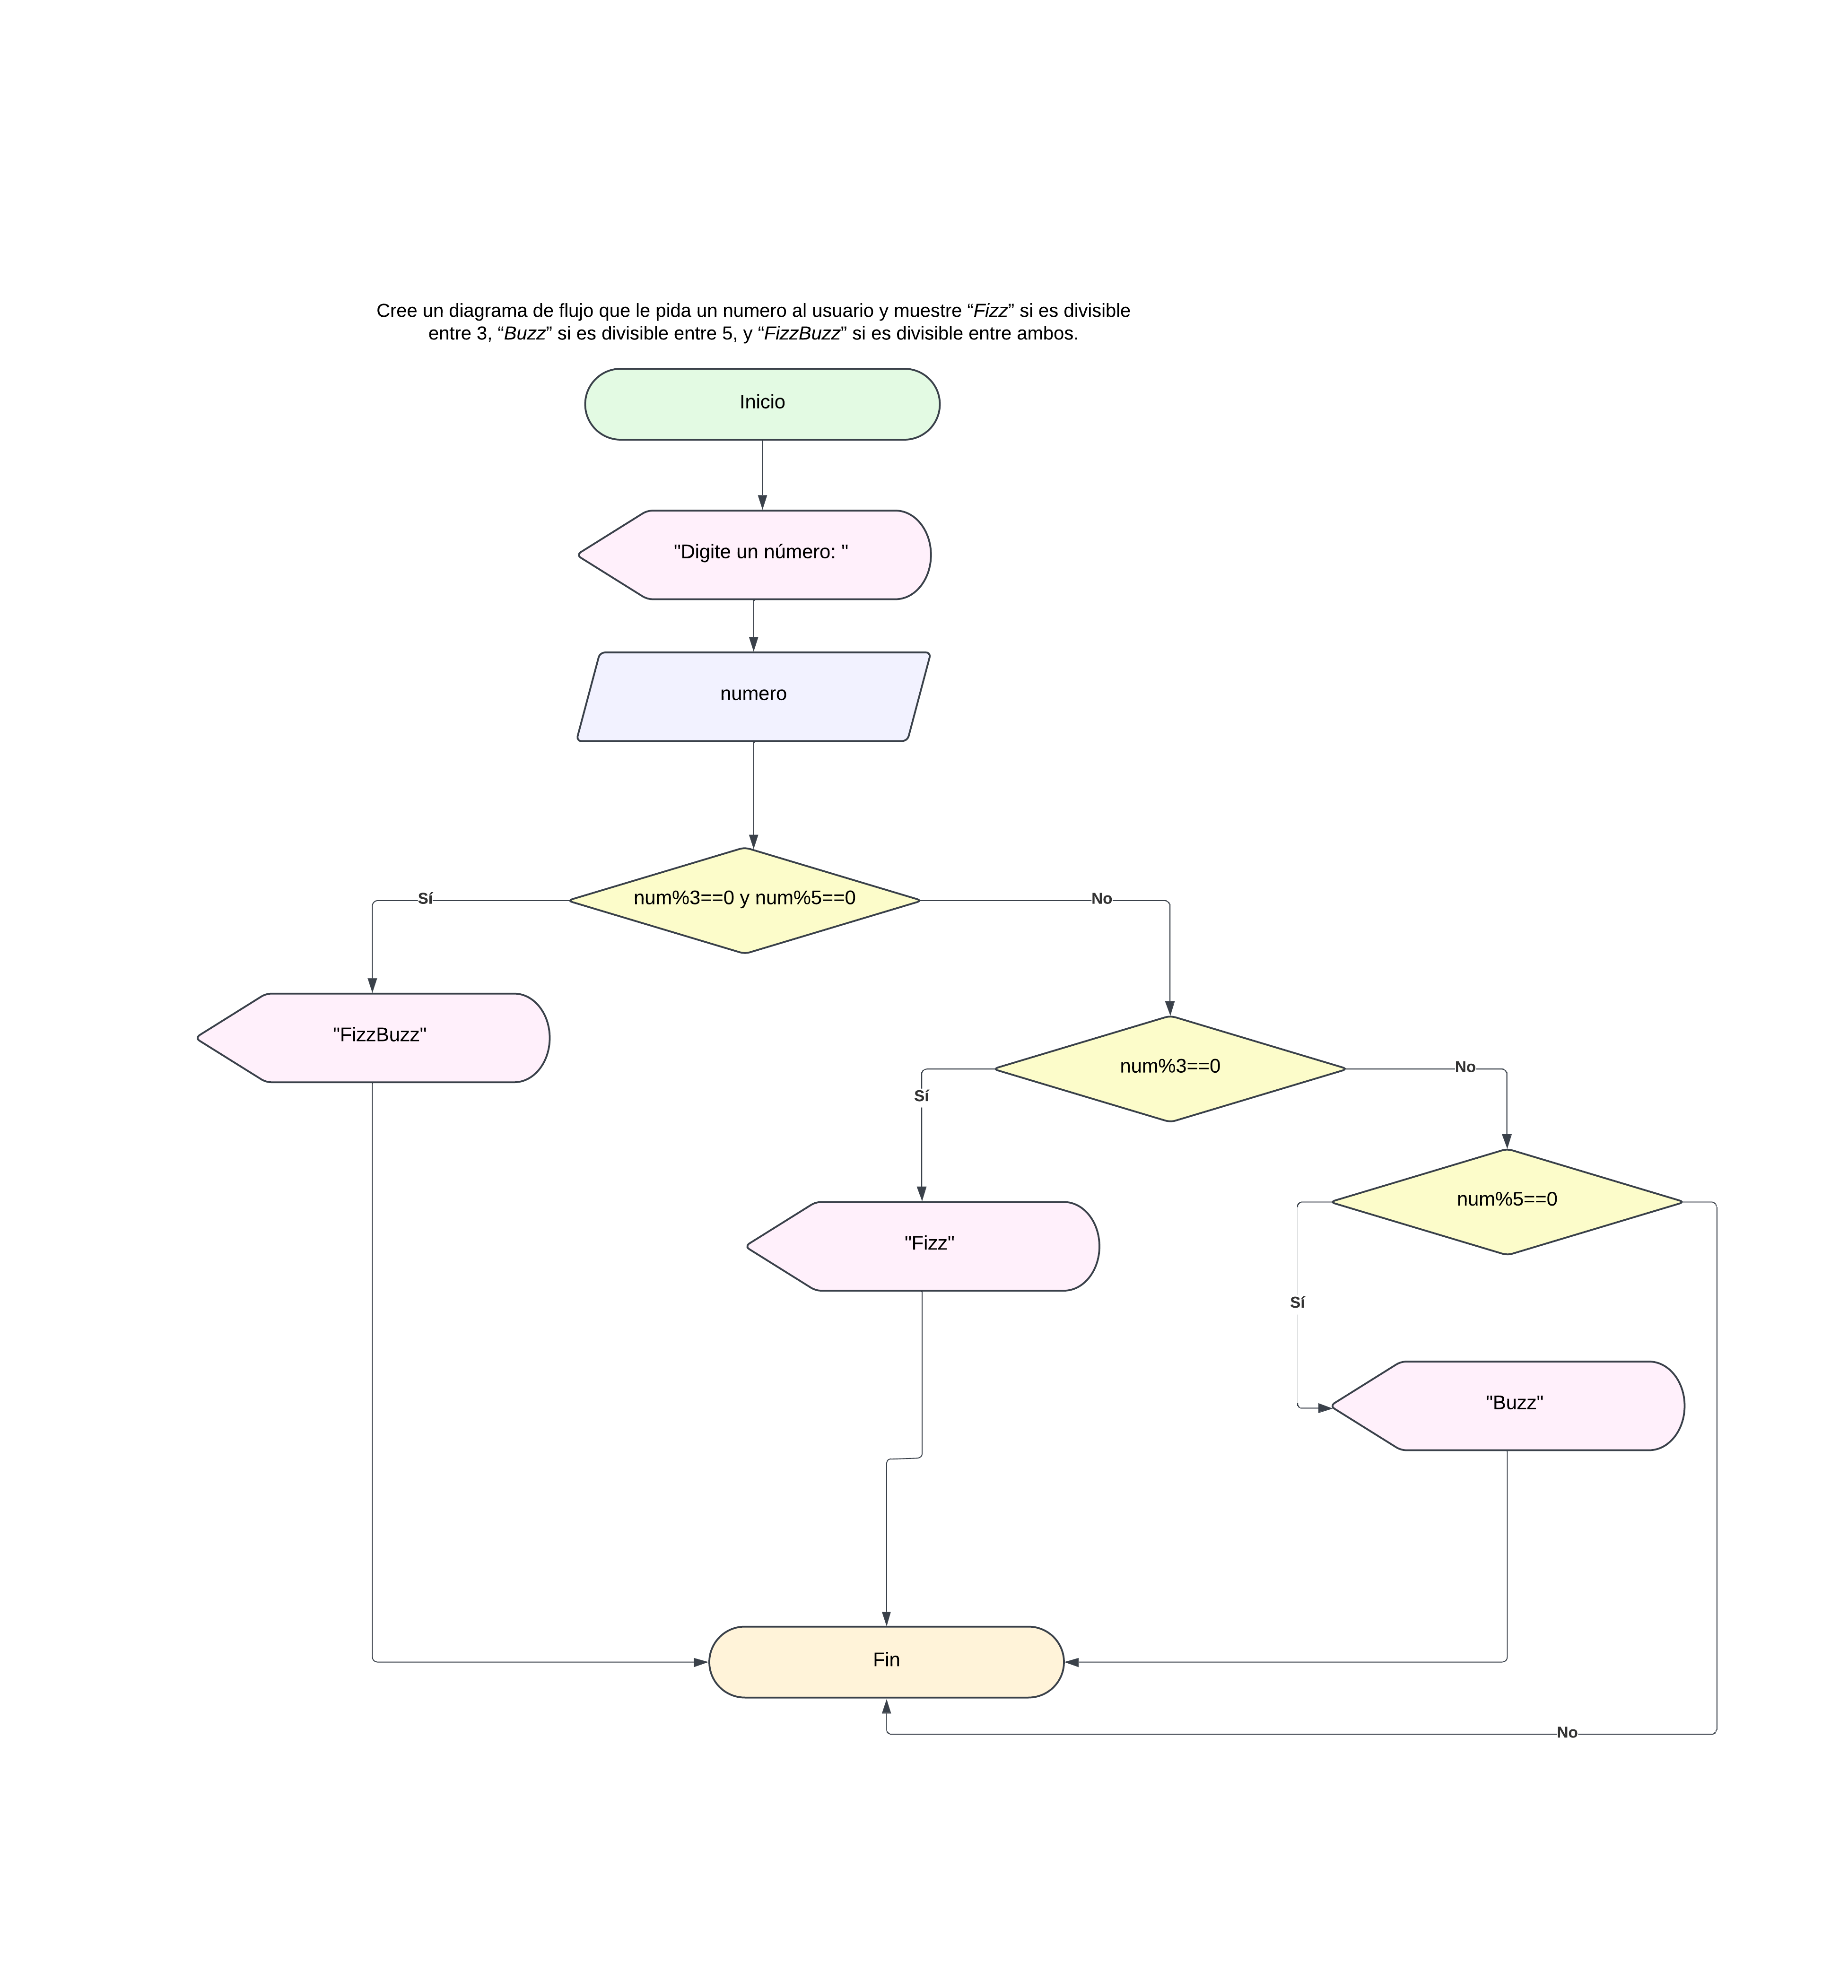 Cree un diagrama de flujo que le pida un numero al usuario y muestre “Fizz” si es divisible
entre 3, “Buzz” si es divisible entre 5, y “FizzBuzz” si es divisible entre ambos.
Inicio
"Digite un número: "
numero
num%3==0 y num%5==0
Sí
No
"FizzBuzz"
num%3==0
Sí
No
"Fizz"
num%5==0
Sí
"Buzz"
Fin
No